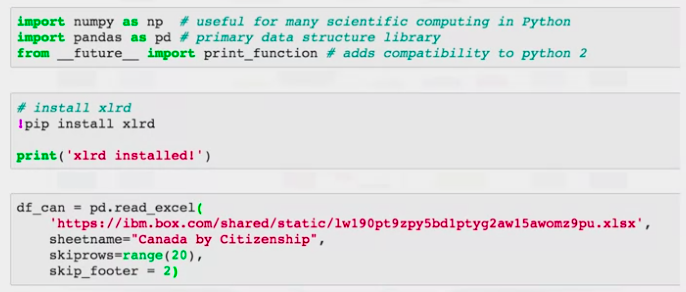 import numpy as np  # useful for many scientific computing in Python
import pandas as pd # primary data structure library
from __future__ import print_function # adds compatibility to python 2
# install xlrd
!pip install xlrd
print('xlrd installed!')
df_can = pd.read_excel(
    'https://ibm.box.com/shared/static/lw190pt9zpy5bd1ptyg2aw15awomz9pu.xlsx',
    sheetname="Canada by Citizenship",
    skiprows=range(20),
    skip_footer = 2)